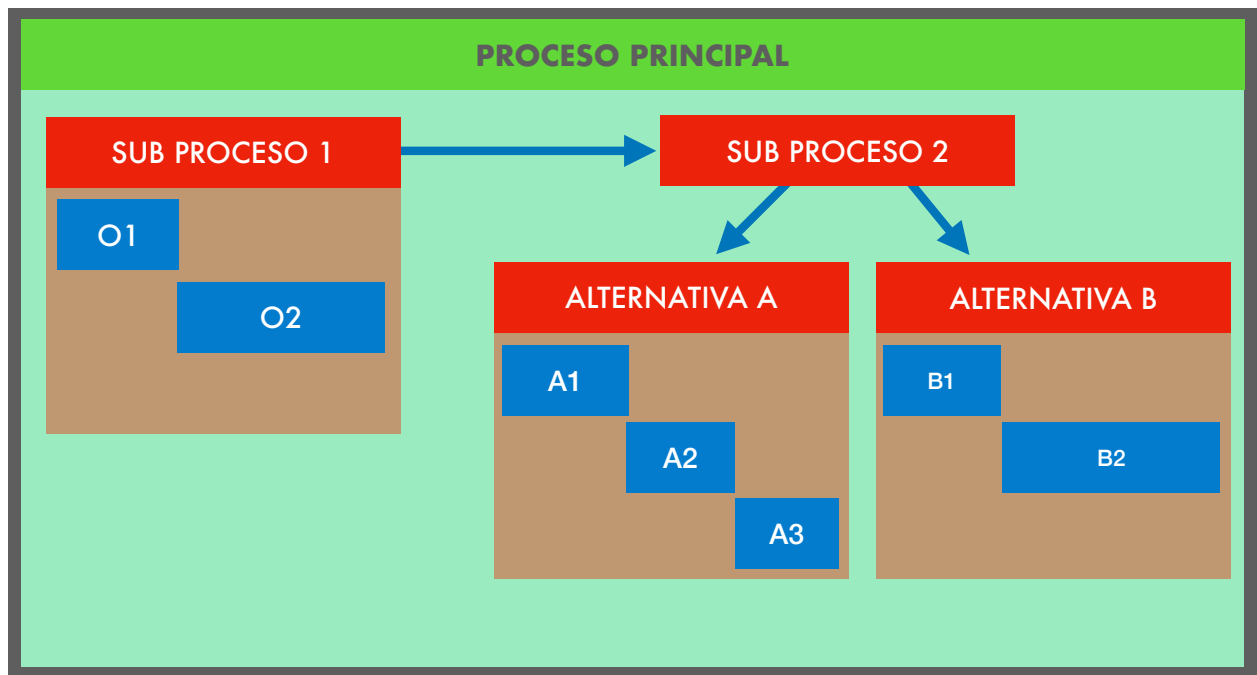 PROCESO PRINCIPAL
SUB PROCESO 1
SUB PROCESO 2
O1
O2
ALTERNATIVA A
ALTERNATIVA B
A1
A2
A3
B1
B2